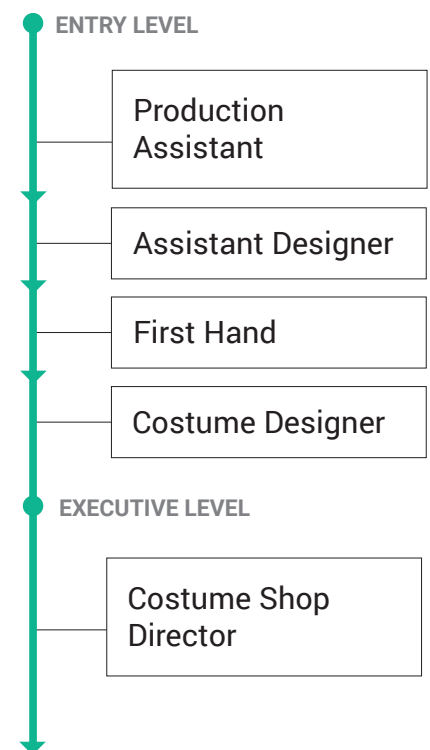 ENTRY LEVEL
Production
Assistant
Assistant Designer
First Hand
Costume Designer
EXECUTIVE LEVEL
Costume Shop
Director